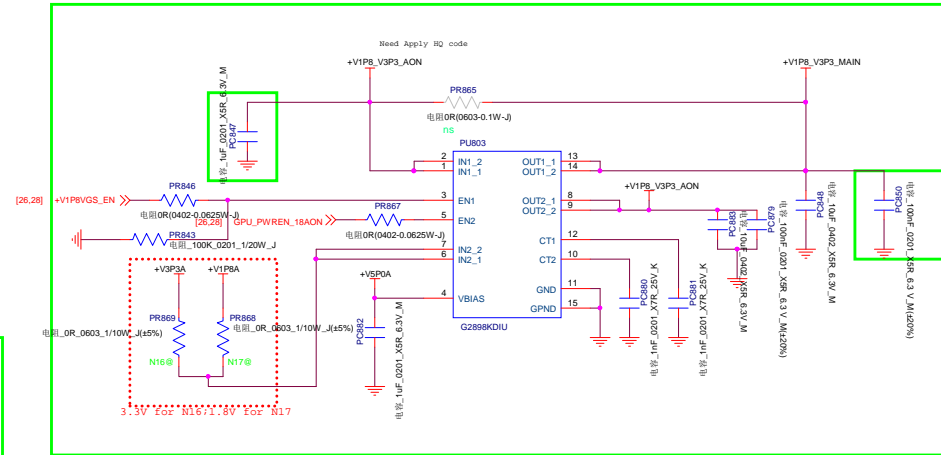 Need Apply HQ code
+V1P8_V3P3_AON
+V1P8_V3P3_MAIN
PR865
电阻0R(0603-0.1W-J)
ns
电容_1uF_0201_X5R_6.3V_M
PC847
PU803
2 IN1_2
1 IN1_1
3 EN1
5 EN2
7 IN2_2
6 IN2_1
4 VBIAS
OUT1_1 13
OUT1_2 14
OUT2_1 8
OUT2_2 9
CT1 12
CT2 10
GND 11
GPND 15
G2898KDIU
[26,28] +V1P8VGS_EN
PR846
电阻0R(0402-0.0625W-J)
[26,28] GPU_PWREN_18AON
PR867
电阻0R(0402-0.0625W-J)
PR843
电阻_100K_0201_1/20W_J
+V3P3A
+V1P8A
PR869
电阻_0R_0603_1/10W_J(±5%)
N16@
PR868
电阻_0R_0603_1/10W_J(±5%)
N17@
3.3V for N16;1.8V for N17
+V5P0A
PC882
电容_1uF_0201_X5R_6.3V_M
+V1P8_V3P3_AON
PC880
电容_1nF_0201_X7R_25V_K
PC881
电容_1nF_0201_X7R_25V_K
PC883
电容_10uF_0402_X5R_6.3V_M
PC879
电容_100nF_0201_X5R_6.3 V_M(±20%)
PC848
电容_10uF_0402_X5R_6.3V_M
PC850
电容_100nF_0201_X5R_6.3 V_M(±20%)